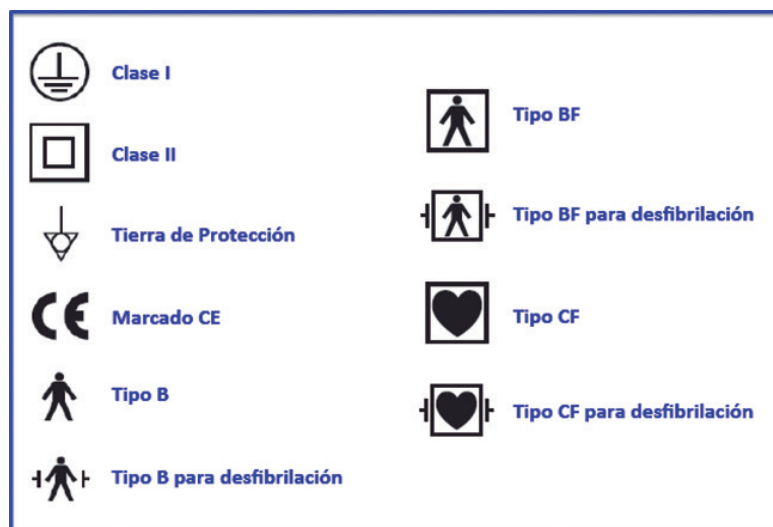 Clase I
Clase II
Tierra de Protección
CE
Marcado CE
Tipo B
Tipo B para desfibrilación
Tipo BF
Tipo BF para desfibrilación
Tipo CF
Tipo CF para desfibrilación